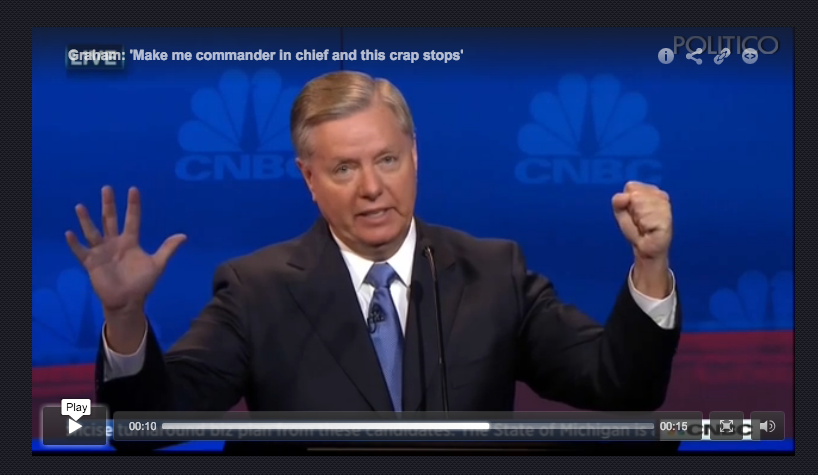 Graham: 'Make me commander in chief and this crap stops'
LIVE
POLITICO
CNBC
CNBC
Play
00:10
00:15
turnaround biz plan from these candidates. The State of Michigan is
CNBC